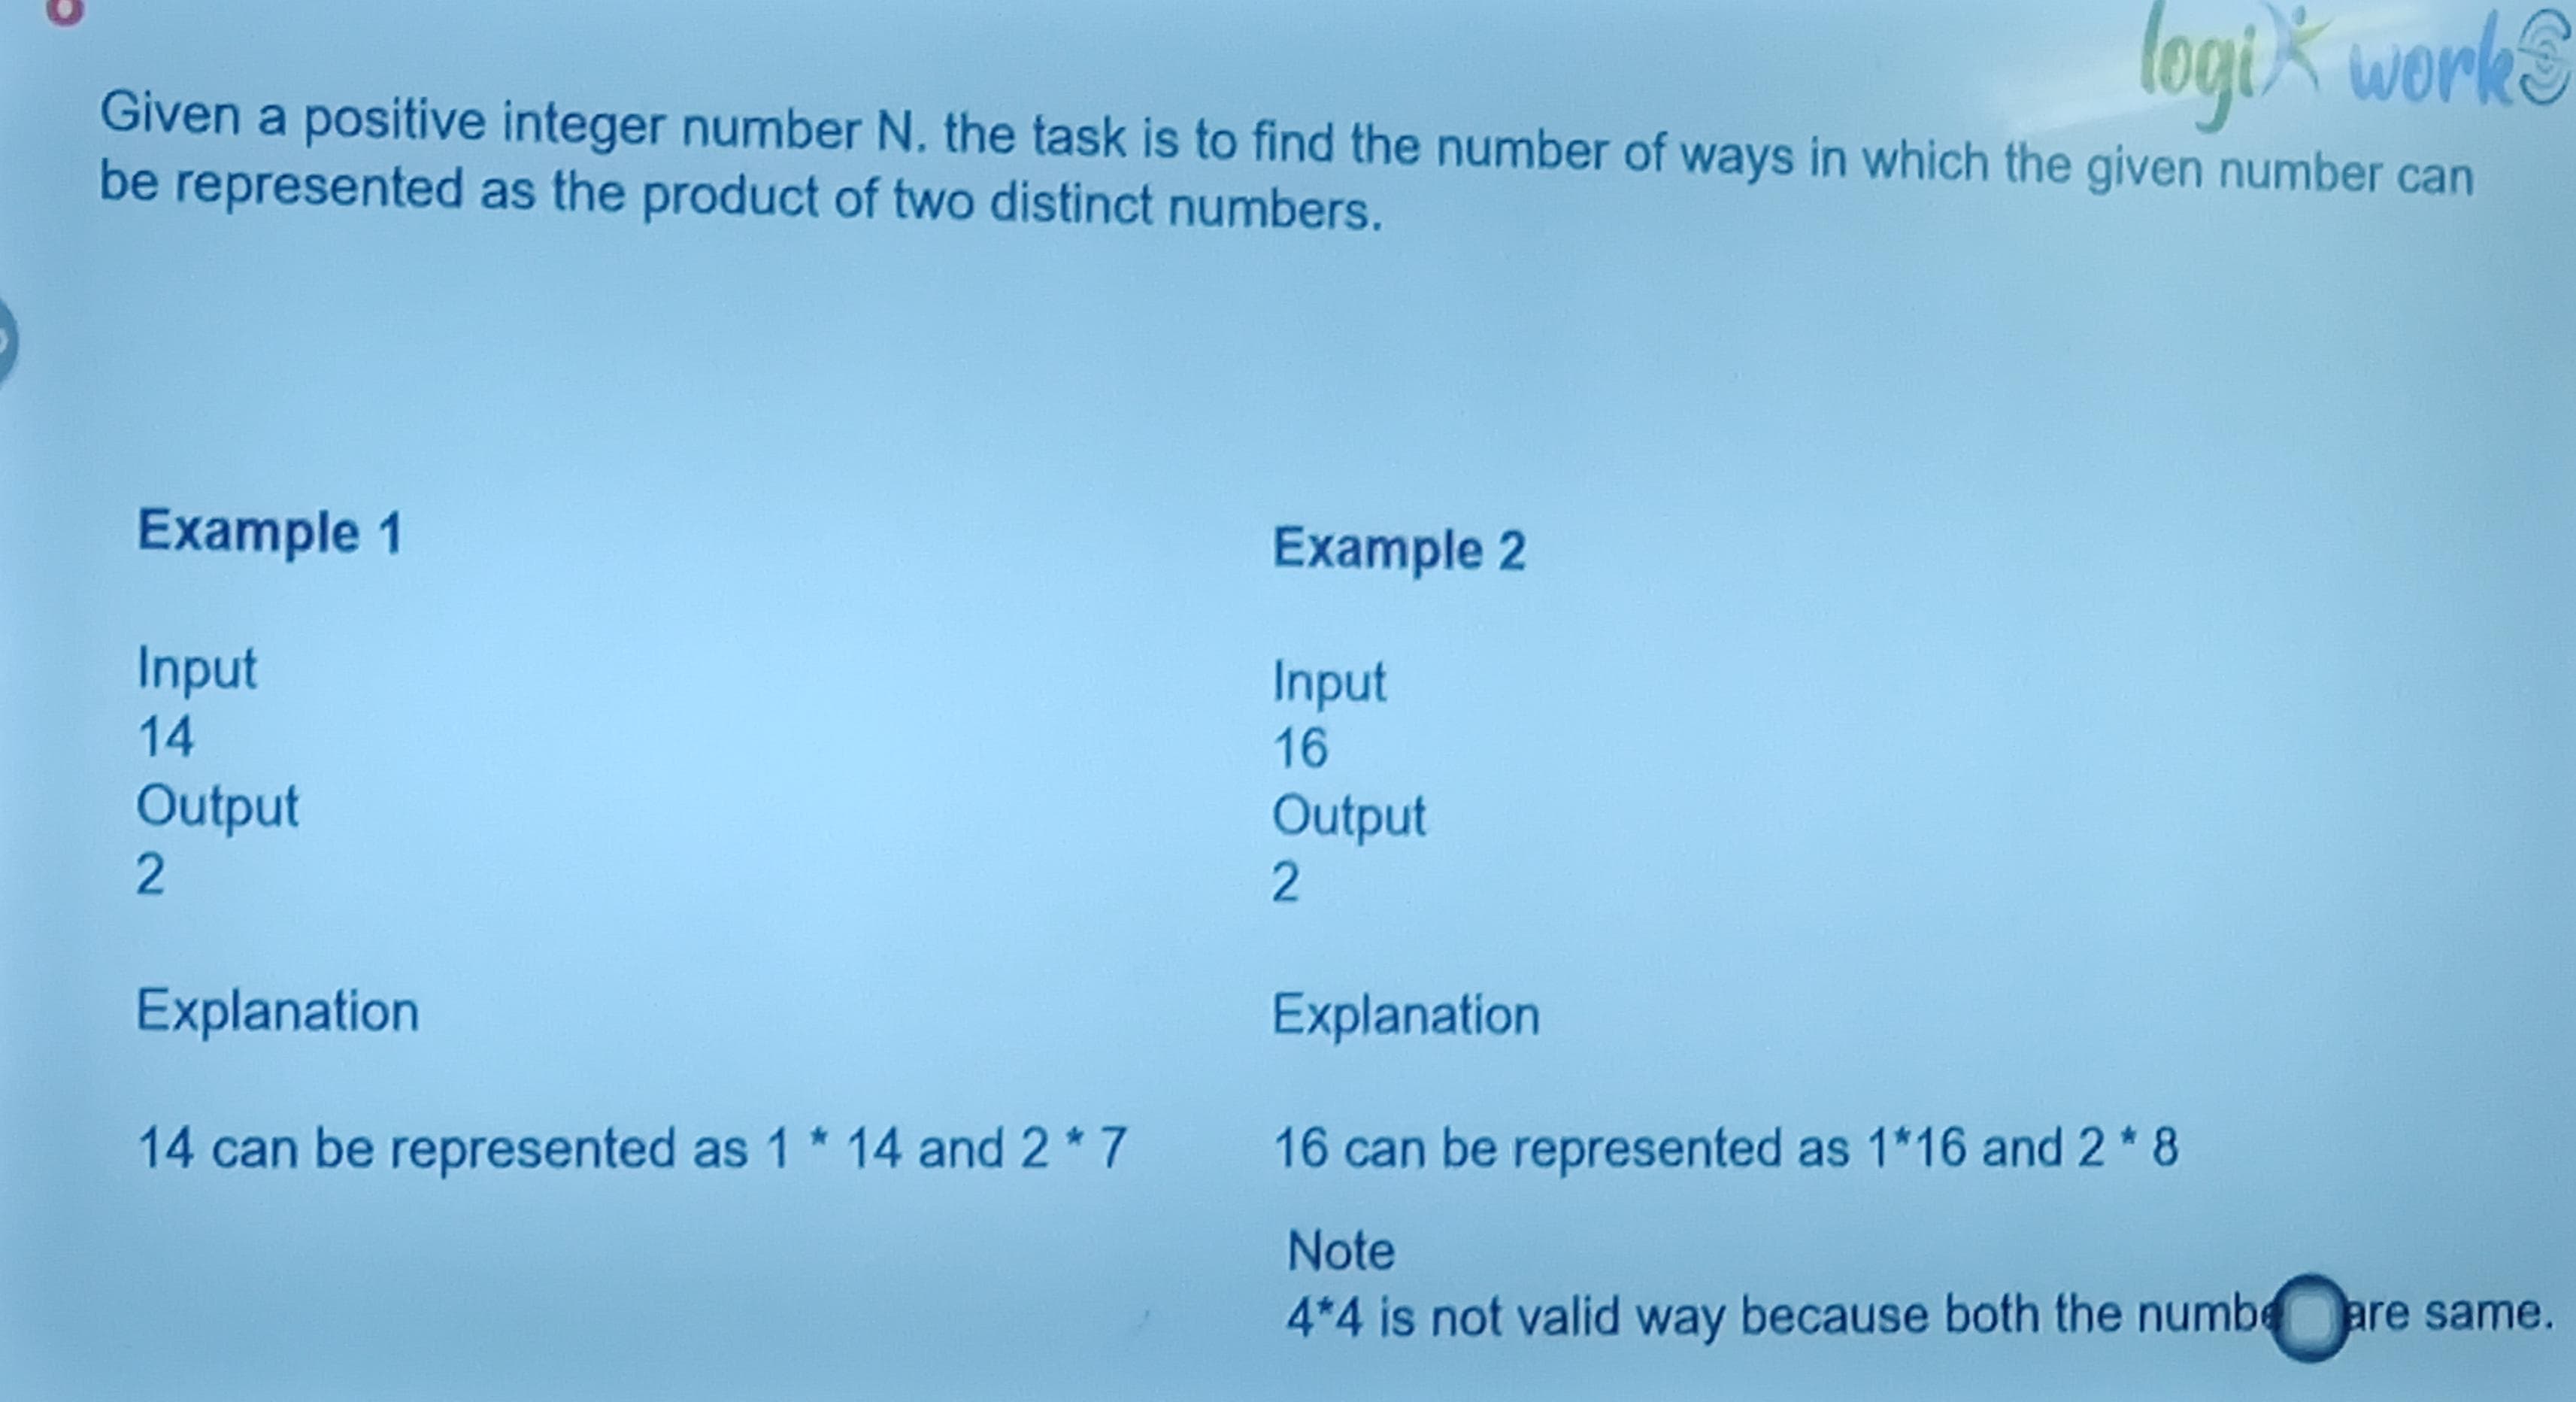 logix works
Given a positive integer number N. the task is to find the number of ways in which the given number can
be represented as the product of two distinct numbers.
Example 1
Input
14
Output
2
Explanation
14 can be represented as 1 * 14 and 2 * 7
Example 2
Input
16
Output
2
Explanation
16 can be represented as 1*16 and 2 * 8
Note
4*4 is not valid way because both the numbe are same.